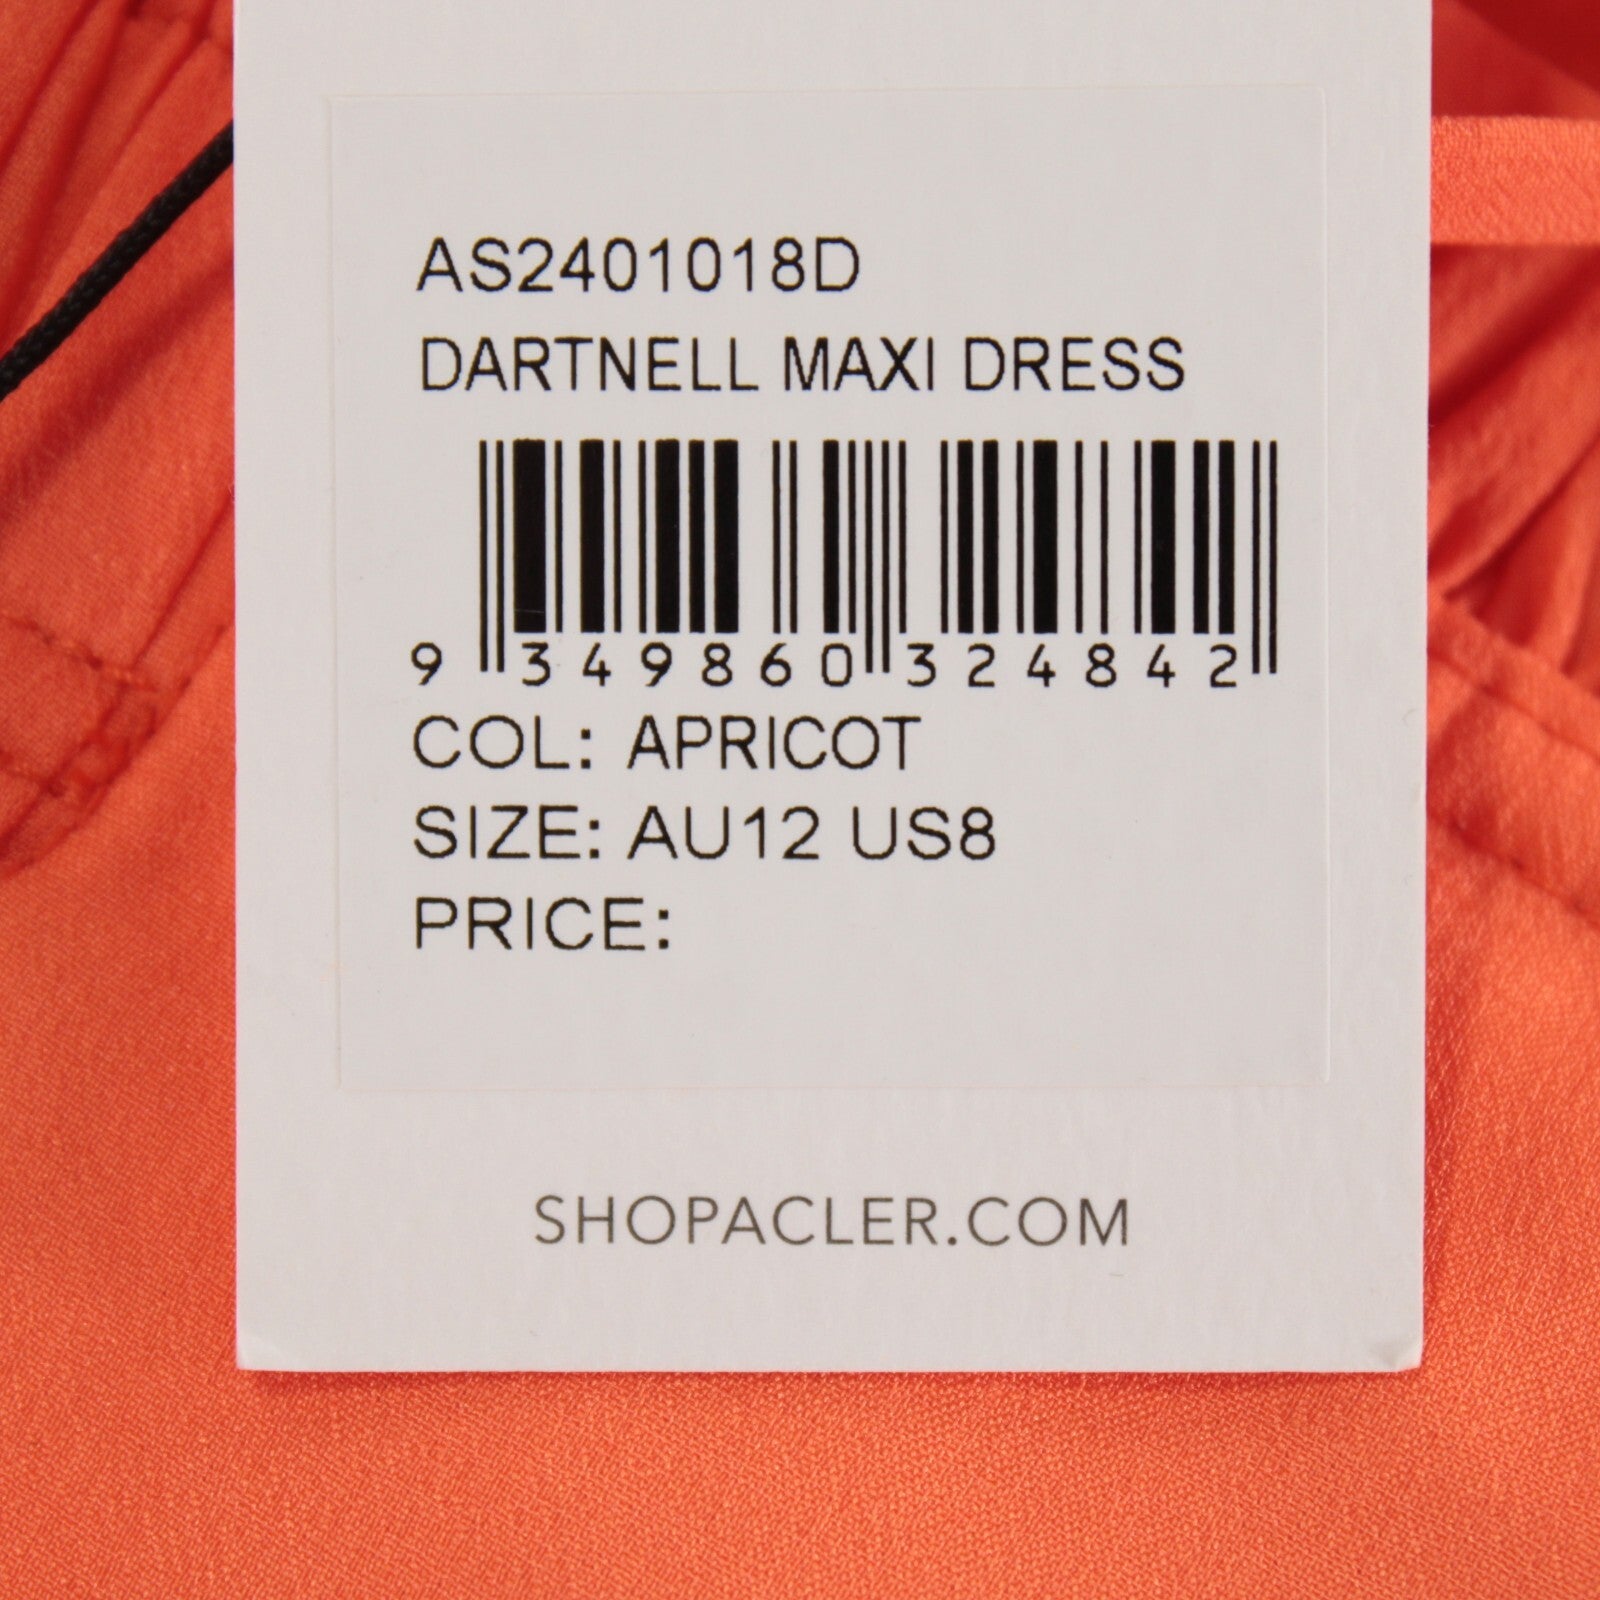 AS2401018D
DARTNELL MAXI DRESS
9 349860 324842
COL: APRICOT
SIZE: AU12 US8
PRICE:
SHOPACLER.COM